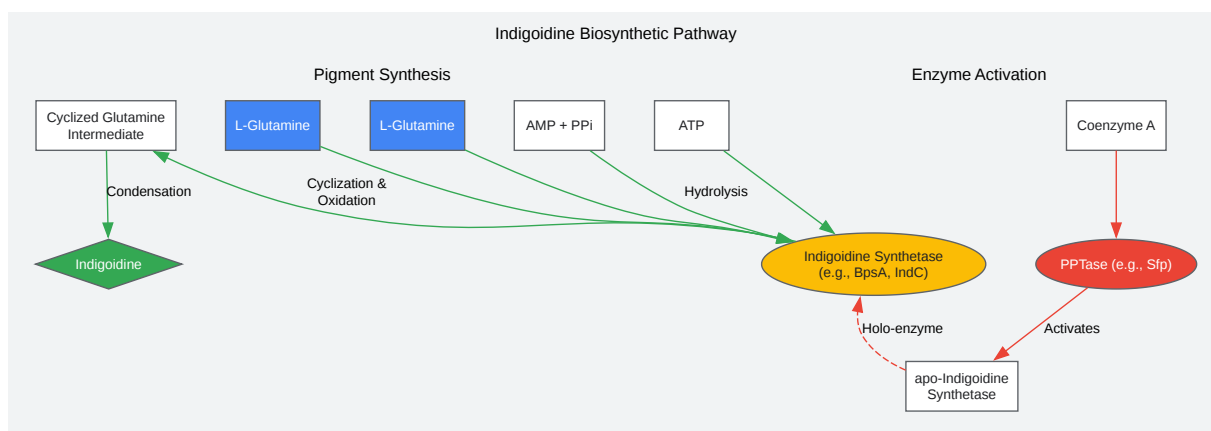 Indigoidine Biosynthetic Pathway
Pigment Synthesis
Enzyme Activation
Cyclized Glutamine
Intermediate
L-Glutamine
L-Glutamine
AMP + PPi
ATP
Coenzyme A
Condensation
Cyclization &
Oxidation
Hydrolysis
Indigoidine
Indigoidine Synthetase
(e.g., BpsA, IndC)
PPTase (e.g., Sfp)
Holo-enzyme
Activates
apo-Indigoidine
Synthetase